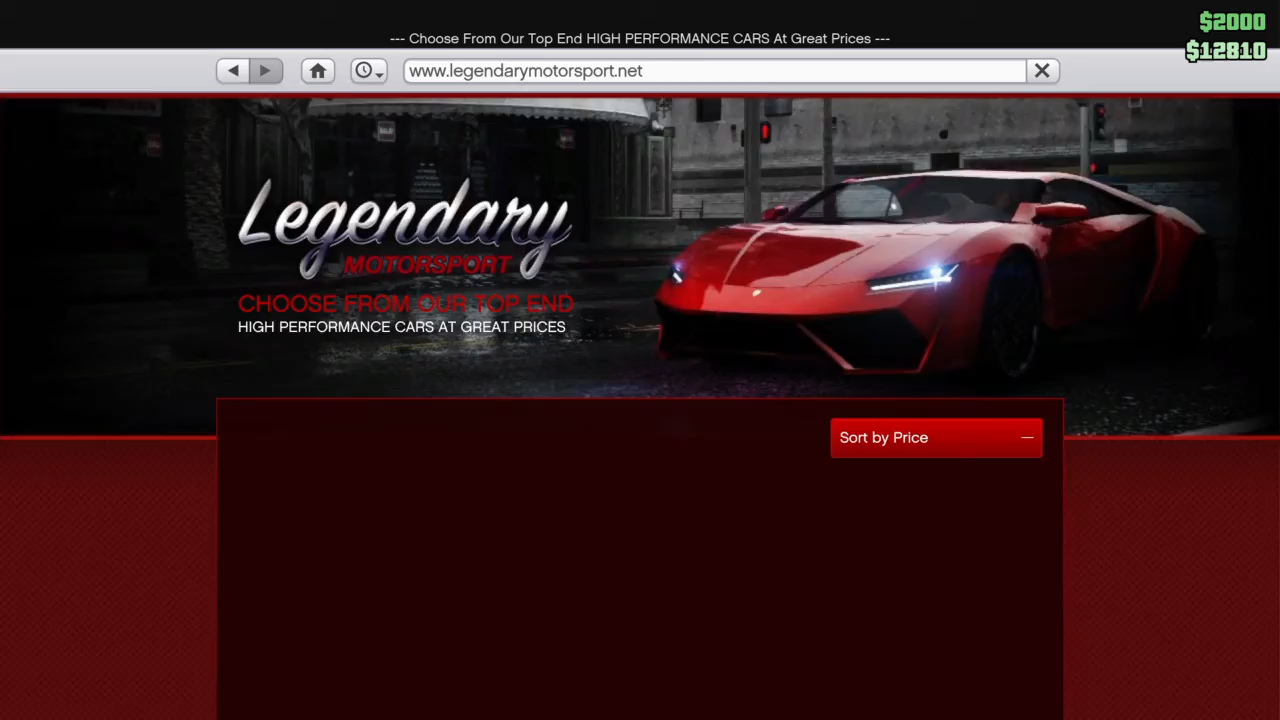 $2000
--- Choose From Our Top End HIGH PERFORMANCE CARS At Great Prices ---
$12810
www.legendarymotorsport.net
Legendary
MOTORSPORT
CHOOSE FROM OUR TOP END
HIGH PERFORMANCE CARS AT GREAT PRICES
Sort by Price